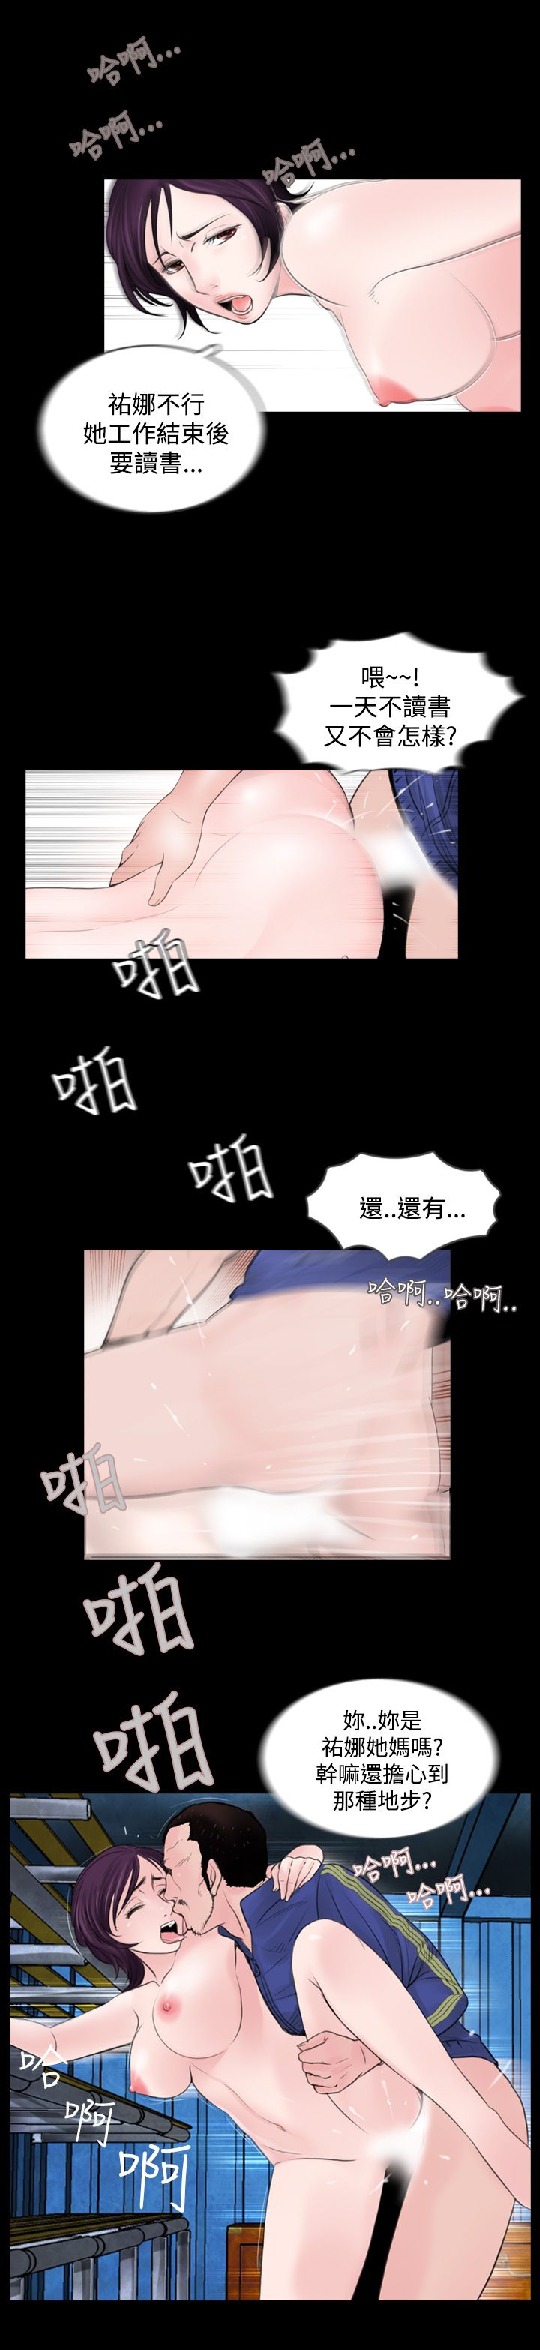 哈啊...
哈啊...
哈啊...
祐娜不行
她工作結束後
要讀書...
喂~~!
一天不讀書
又不會怎樣?
啪
啪
啪
還..還有...
哈啊..哈啊..
啪
啪
啪
妳..妳是
祐娜她媽嗎?
幹嘛還擔心到
那種地步?
哈啊...
哈啊...
哈
啊
啊